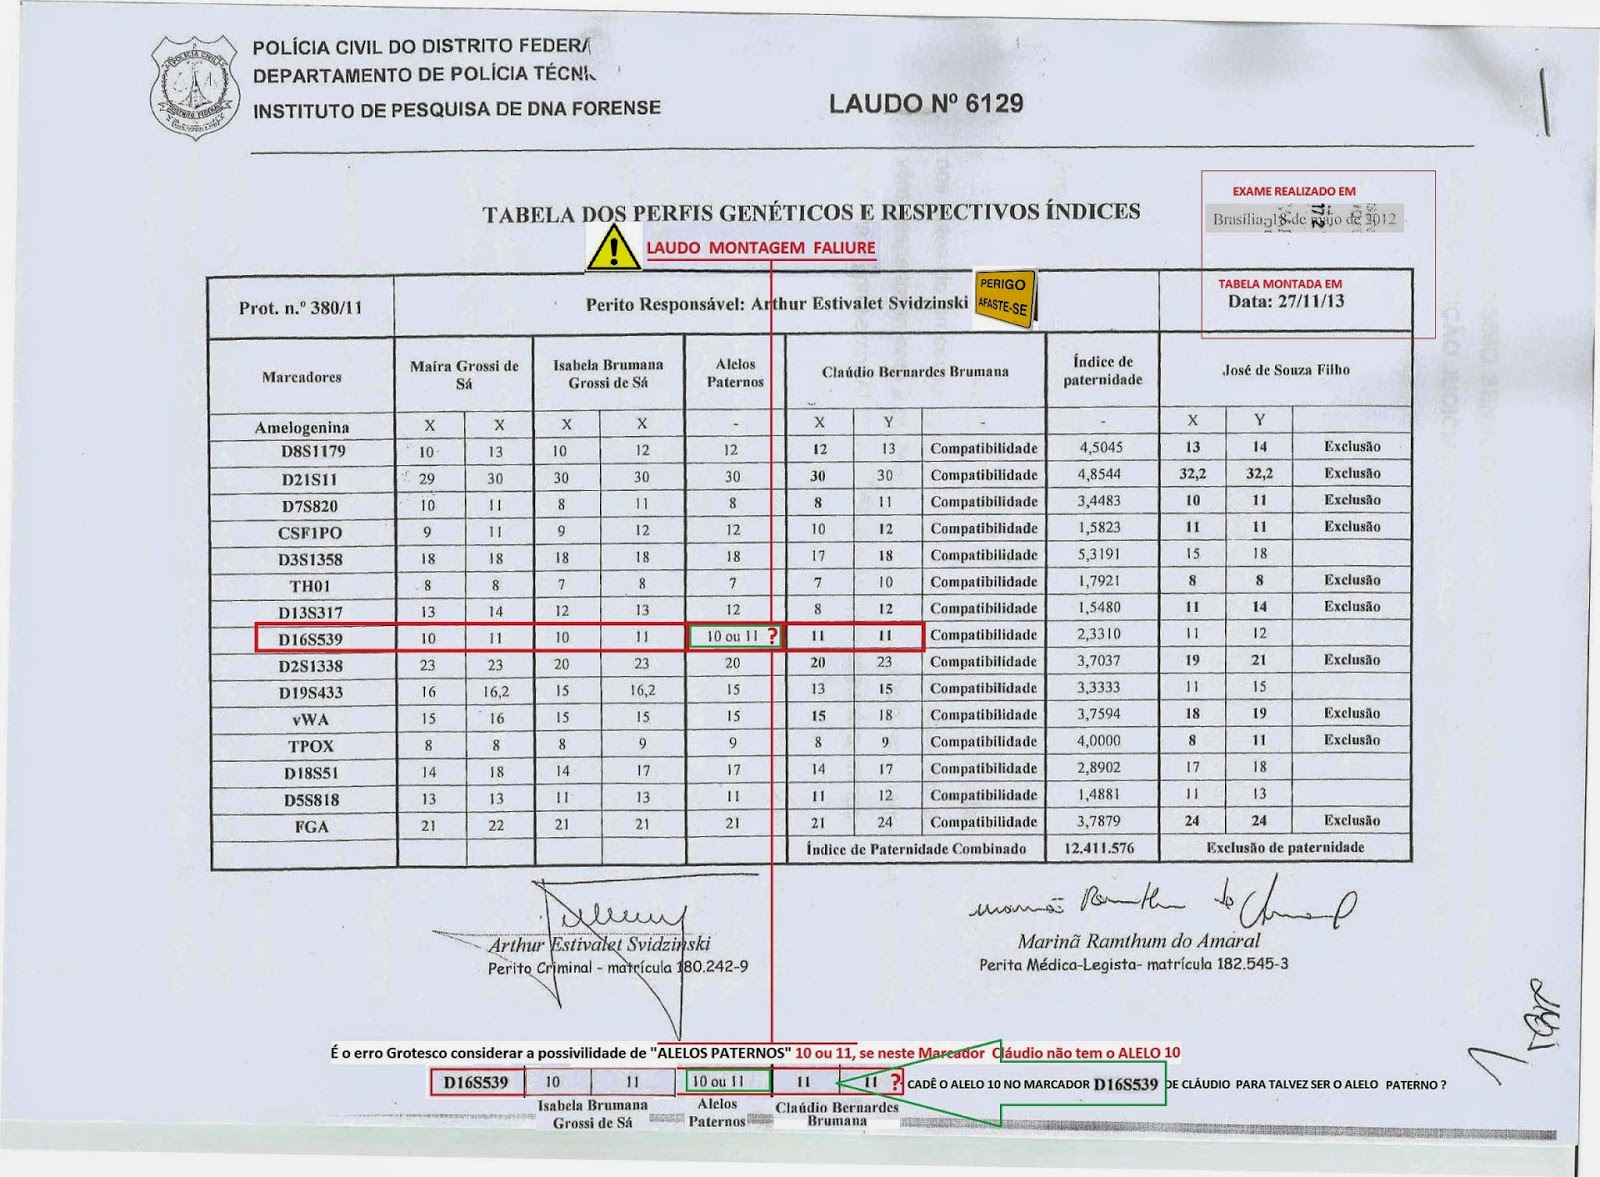 POLÍCIA CIVIL DO DISTRITO FEDERA
DEPARTAMENTO DE POLÍCIA TÉCNI
INSTITUTO DE PESQUISA DE DNA FORENSE
LAUDO Nº 6129
EXAME REALIZADO EM
Brasília, 18 de maio de 2012
TABELA DOS PERFIS GENÉTICOS E RESPECTIVOS ÍNDICES
LAUDO MONTAGEM FALIURE
TABELA MONTADA EM
Prot. n.º 380/11 Perito Responsável: Arthur Estivalet Svidzinski PERIGO AFASTE-SE Data: 27/11/13
Marcadores Maíra Grossi de Sá Isabela Brumana Grossi de Sá Alelos Paternos Claúdio Bernardes Brumana Índice de paternidade José de Souza Filho
Amelogenina X X X X - X Y - - X Y
D8S1179 10 13 10 12 12 12 13 Compatibilidade 4,5045 13 14 Exclusão
D21S11 29 30 30 30 30 30 30 Compatibilidade 4,8544 32,2 32,2 Exclusão
D7S820 10 11 8 11 8 8 11 Compatibilidade 3,4483 10 11 Exclusão
CSF1PO 9 11 9 12 12 10 12 Compatibilidade 1,5823 11 11 Exclusão
D3S1358 18 18 18 18 18 17 18 Compatibilidade 5,3191 15 18
TH01 8 8 7 8 7 7 10 Compatibilidade 1,7921 8 8 Exclusão
D13S317 13 14 12 13 12 8 12 Compatibilidade 1,5480 11 14 Exclusão
D16S539 10 11 10 11 10 ou 11 ? 11 11 Compatibilidade 2,3310 11 12
D2S1338 23 23 20 23 20 20 23 Compatibilidade 3,7037 19 21 Exclusão
D19S433 16 16,2 15 16,2 15 13 15 Compatibilidade 3,3333 11 15
vWA 15 16 15 15 15 15 18 Compatibilidade 3,7594 18 19 Exclusão
TPOX 8 8 8 9 9 8 9 Compatibilidade 4,0000 8 11 Exclusão
D18S51 14 18 14 17 17 14 17 Compatibilidade 2,8902 17 18
D5S818 13 13 11 13 11 11 12 Compatibilidade 1,4881 11 13
FGA 21 22 21 21 21 21 24 Compatibilidade 3,7879 24 24 Exclusão
Índice de Paternidade Combinado 12.411.576 Exclusão de paternidade
Arthur Estivalet Svidzinski
Perito Criminal - matrícula 180.242-9
Marinã Ramthum do Amaral
Perita Médica-Legista- matrícula 182.545-3
É o erro Grotesco considerar a possivilidade de "ALELOS PATERNOS" 10 ou 11, se neste Marcador Cláudio não tem o ALELO 10
D16S539 10 11 10 ou 11 11 11 ? CADÊ O ALELO 10 NO MARCADOR D16S539 DE CLÁUDIO PARA TALVEZ SER O ALELO PATERNO ?
Isabela Brumana Grossi de Sá Alelos Paternos Claúdio Bernardes Brumana